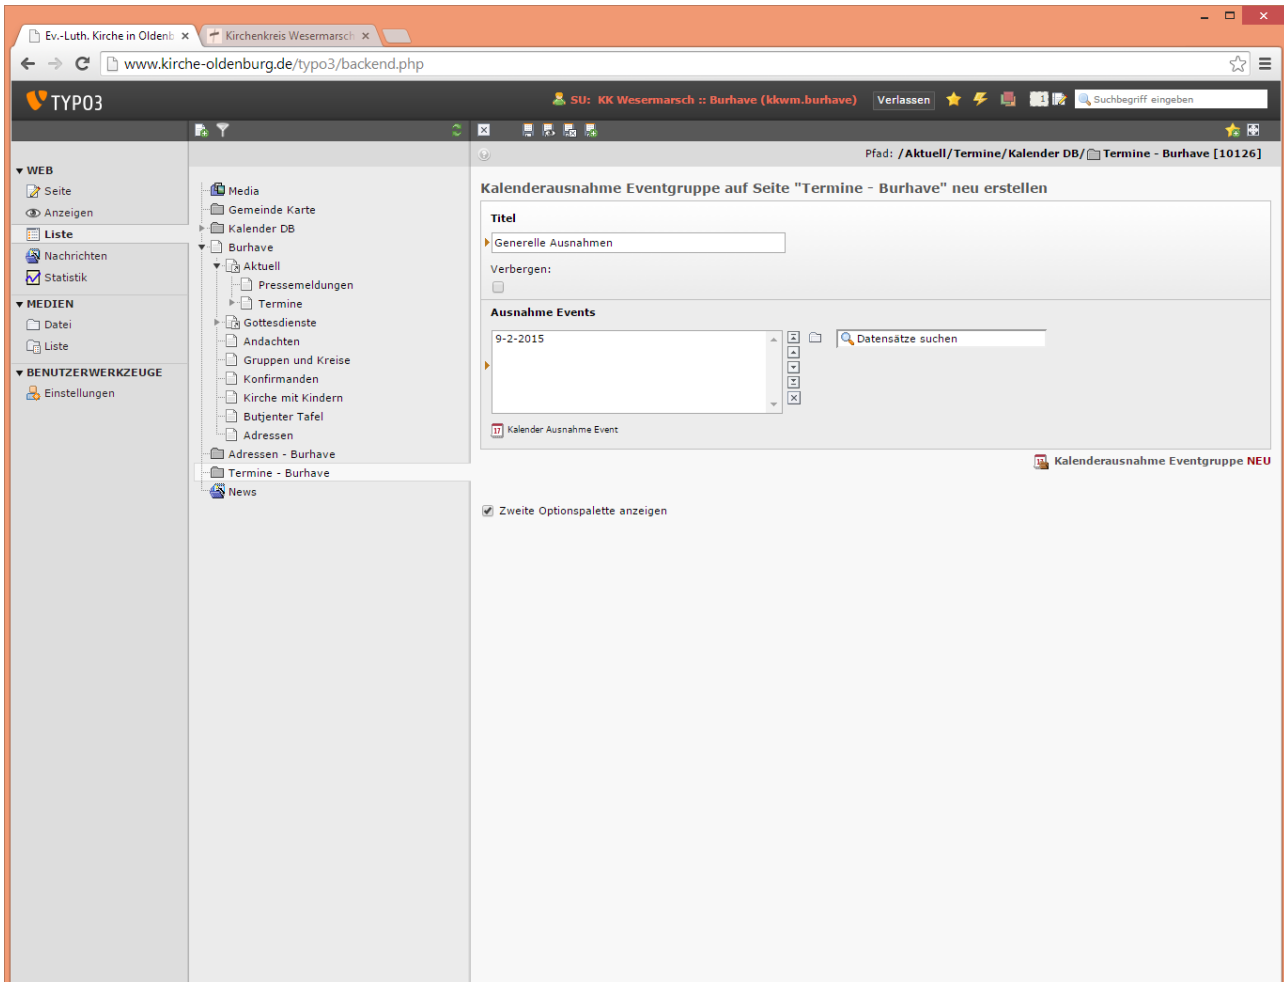 Ev.-Luth. Kirche in Oldenb
Kirchenkreis Wesermarsch
www.kirche-oldenburg.de/typo3/backend.php
TYPO3
SU: KK Wesermarsch :: Burhave (kkwm.burhave)
Verlassen
1
Suchbegriff eingeben
Pfad: /Aktuell/Termine/Kalender DB/ Termine - Burhave [10126]
WEB
Seite
Anzeigen
Liste
Nachrichten
Statistik
MEDIEN
Datei
Liste
BENUTZERWERKZEUGE
Einstellungen
Media
Gemeinde Karte
Kalender DB
Burhave
Aktuell
Pressemeldungen
Termine
Gottesdienste
Andachten
Gruppen und Kreise
Konfirmanden
Kirche mit Kindern
Butjenter Tafel
Adressen
Adressen - Burhave
Termine - Burhave
News
Kalenderausnahme Eventgruppe auf Seite "Termine - Burhave" neu erstellen
Titel
Generelle Ausnahmen
Verbergen:
Ausnahme Events
9-2-2015
Datensätze suchen
17 Kalender Ausnahme Event
Kalenderausnahme Eventgruppe NEU
Zweite Optionspalette anzeigen